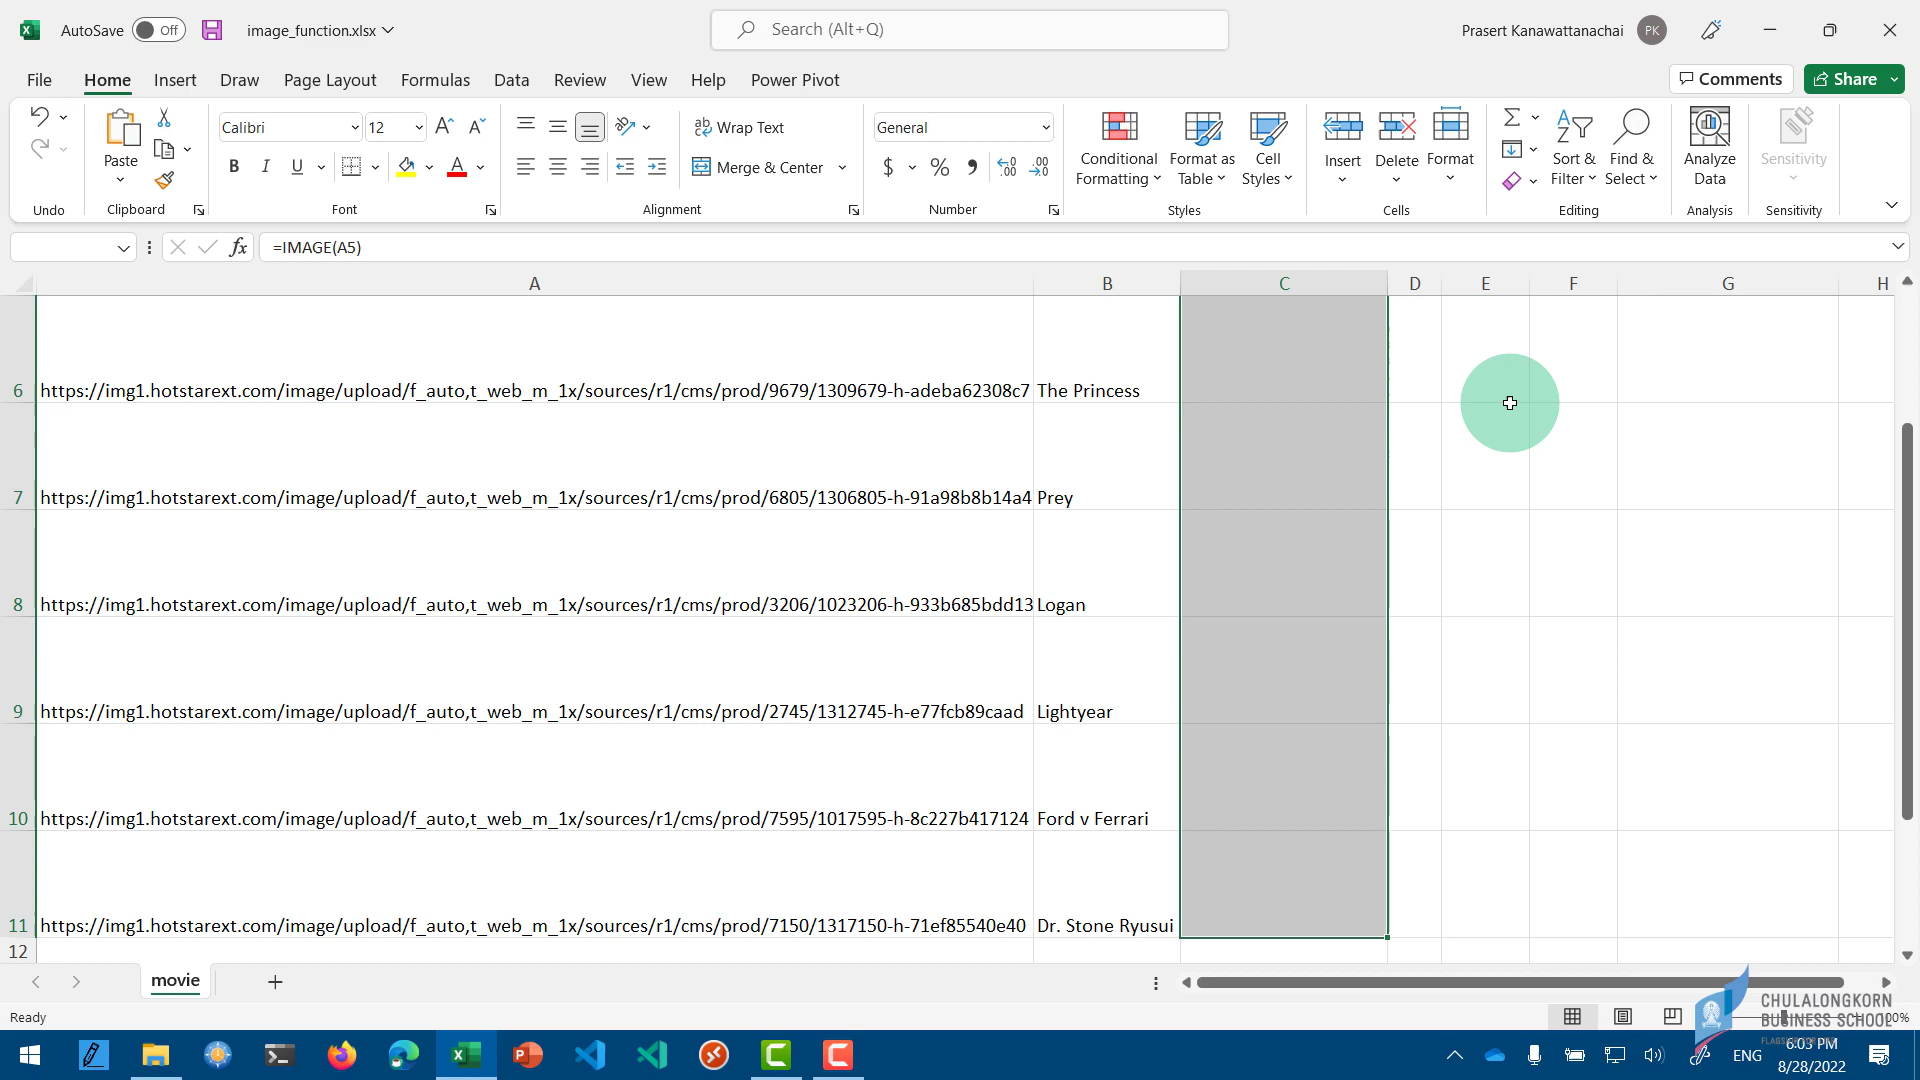 AutoSave Off image_function.xlsx Search (Alt+Q) Prasert Kanawattanachai PK
File Home Insert Draw Page Layout Formulas Data Review View Help Power Pivot Comments Share
Calibri 12 Wrap Text General
Paste B I U A Merge & Center $ % Conditional Formatting Format as Table Cell Styles Insert Delete Format Sort & Filter Find & Select Analyze Data Sensitivity
Undo Clipboard Font Alignment Number Styles Cells Editing Analysis Sensitivity
fx =IMAGE(A5)
A B C D E F G H
6 https://img1.hotstarext.com/image/upload/f_auto,t_web_m_1x/sources/r1/cms/prod/9679/1309679-h-adeba62308c7 The Princess
7 https://img1.hotstarext.com/image/upload/f_auto,t_web_m_1x/sources/r1/cms/prod/6805/1306805-h-91a98b8b14a4 Prey
8 https://img1.hotstarext.com/image/upload/f_auto,t_web_m_1x/sources/r1/cms/prod/3206/1023206-h-933b685bdd13 Logan
9 https://img1.hotstarext.com/image/upload/f_auto,t_web_m_1x/sources/r1/cms/prod/2745/1312745-h-e77fcb89caad Lightyear
10 https://img1.hotstarext.com/image/upload/f_auto,t_web_m_1x/sources/r1/cms/prod/7595/1017595-h-8c227b417124 Ford v Ferrari
11 https://img1.hotstarext.com/image/upload/f_auto,t_web_m_1x/sources/r1/cms/prod/7150/1317150-h-71ef85540e40 Dr. Stone Ryusui
12
movie
CHULALONGKORN
BUSINESS SCHOOL
Ready 100%
6:03 PM
ENG
8/28/2022